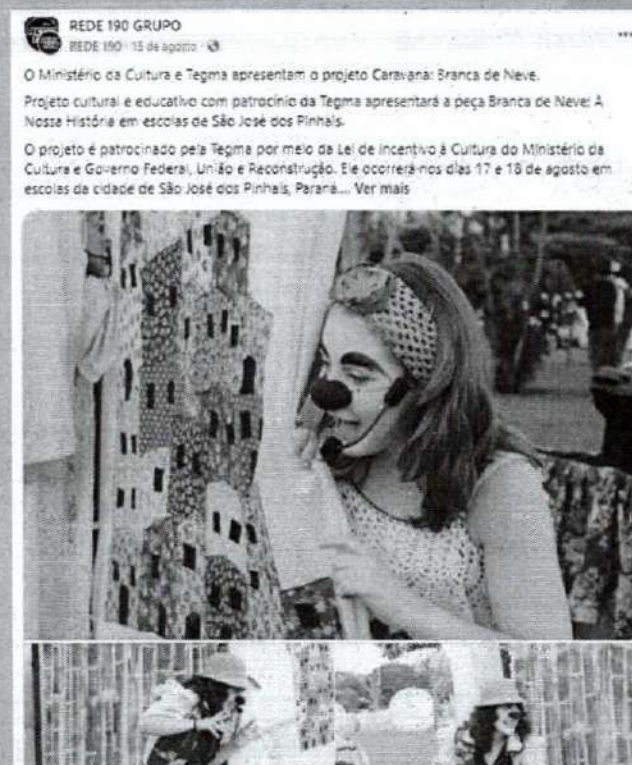 REDE 190 GRUPO
REDE 190 · 15 de agosto ·
O Ministério da Cultura e Tegma apresentam o projeto Caravana: Branca de Neve.
Projeto cultural e educativo com patrocínio da Tegma apresentará a peça Branca de Neve: A
Nossa História em escolas de São José dos Pinhais.
O projeto é patrocinado pela Tegma por meio da Lei de Incentivo à Cultura do Ministério da
Cultura e Governo Federal, União e Reconstrução. Ele ocorrerá nos dias 17 e 18 de agosto em
escolas da cidade de São José dos Pinhais, Paraná.... Ver mais